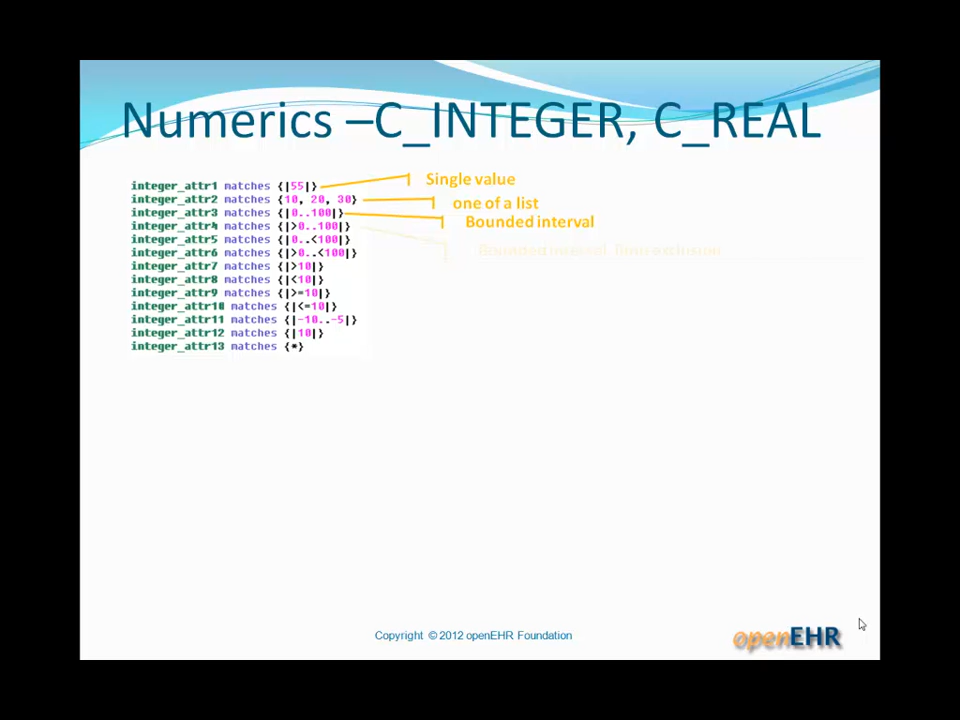 Numerics –C_INTEGER, C_REAL
integer_attr1 matches {|55|}
Single value
integer_attr2 matches {10, 20, 30}
one of a list
integer_attr3 matches {|0..100|}
Bounded interval
integer_attr4 matches {|>0..100|}
integer_attr5 matches {|0..<100|}
Bounded interval
integer_attr6 matches {|>0..<100|}
integer_attr7 matches {|>10|}
integer_attr8 matches {|<10|}
integer_attr9 matches {|>=10|}
integer_attr10 matches {|<=10|}
integer_attr11 matches {|-10..-5|}
integer_attr12 matches {|10|}
integer_attr13 matches {*}
Copyright © 2012 openEHR Foundation
openEHR